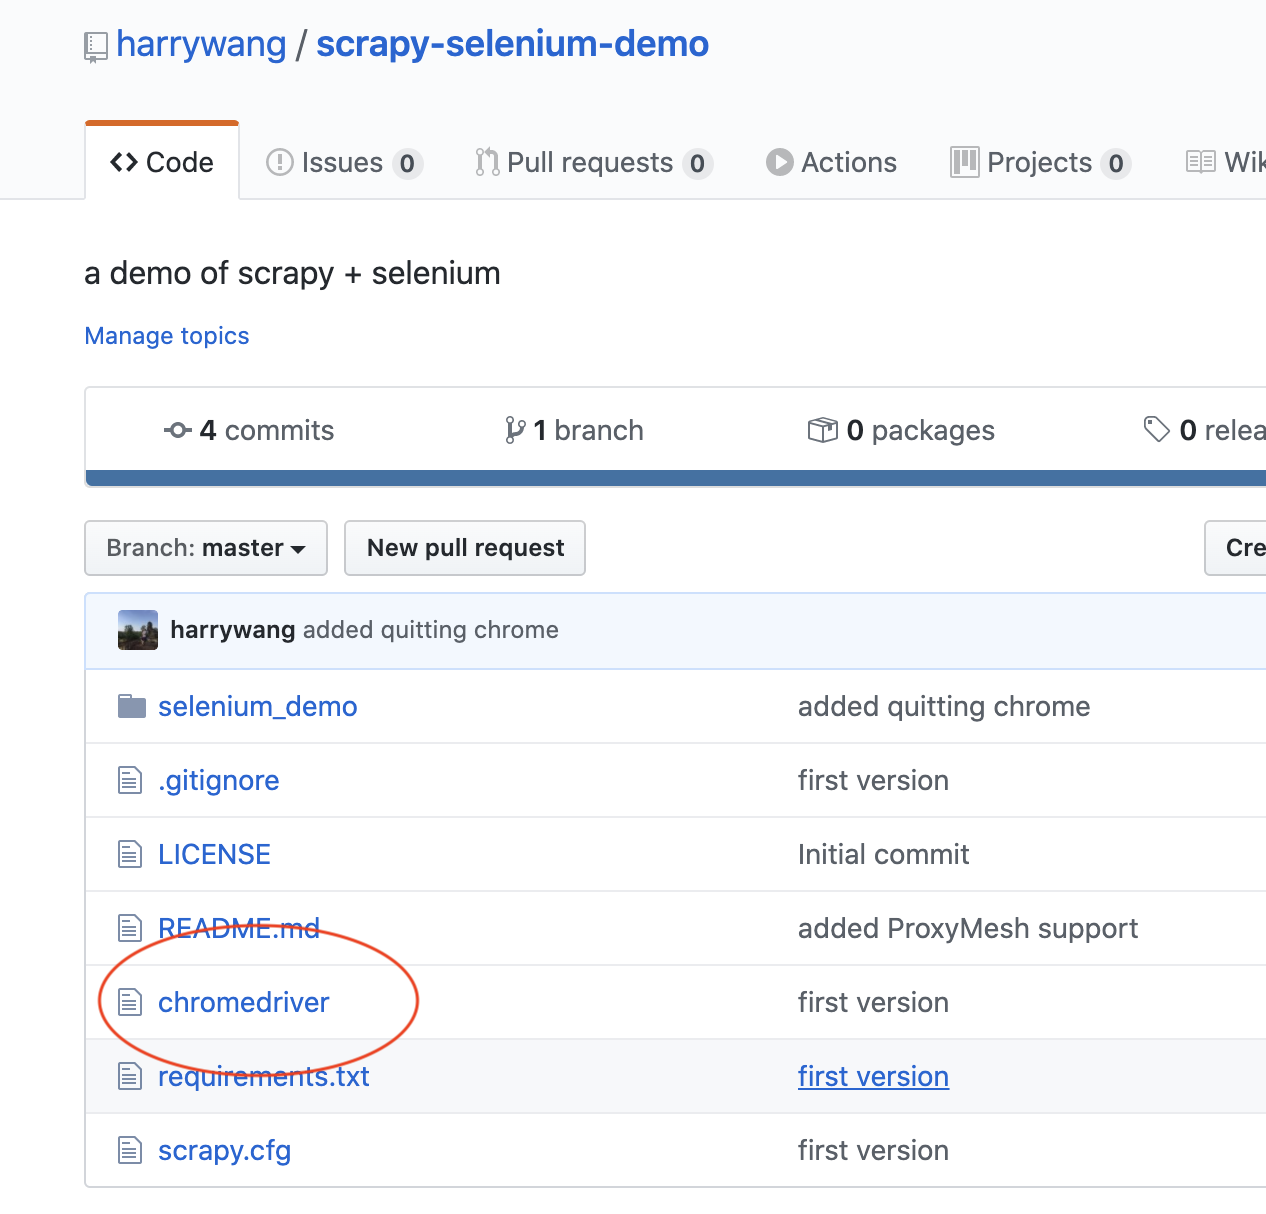 harrywang / scrapy-selenium-demo
Code Issues 0 Pull requests 0 Actions Projects 0 Wik
a demo of scrapy + selenium
Manage topics
4 commits 1 branch 0 packages 0 relea
Branch: master New pull request Cre
harrywang added quitting chrome
selenium_demo added quitting chrome
.gitignore first version
LICENSE Initial commit
README.md added ProxyMesh support
chromedriver first version
requirements.txt first version
scrapy.cfg first version